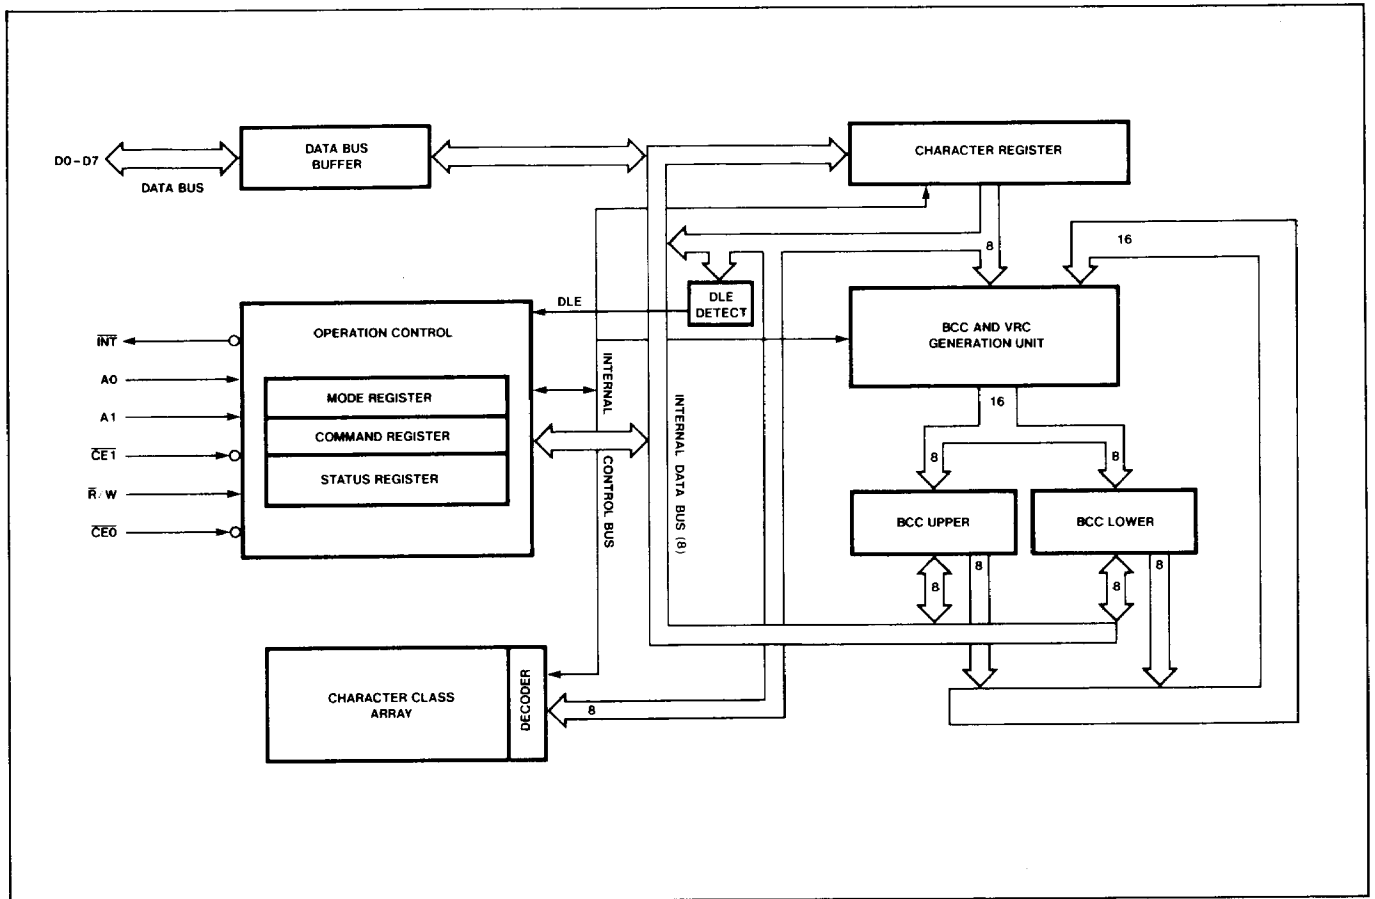 D0-D7
DATA BUS
DATA BUS
BUFFER
CHARACTER REGISTER
8
16
DLE
DETECT
DLE
OPERATION CONTROL
MODE REGISTER
COMMAND REGISTER
STATUS REGISTER
INT
A0
A1
CE1
R/W
CE0
INTERNAL CONTROL BUS
INTERNAL DATA BUS (8)
BCC AND VRC
GENERATION UNIT
16
8
8
BCC UPPER
BCC LOWER
8
8
8
8
CHARACTER CLASS
ARRAY
DECODER
8